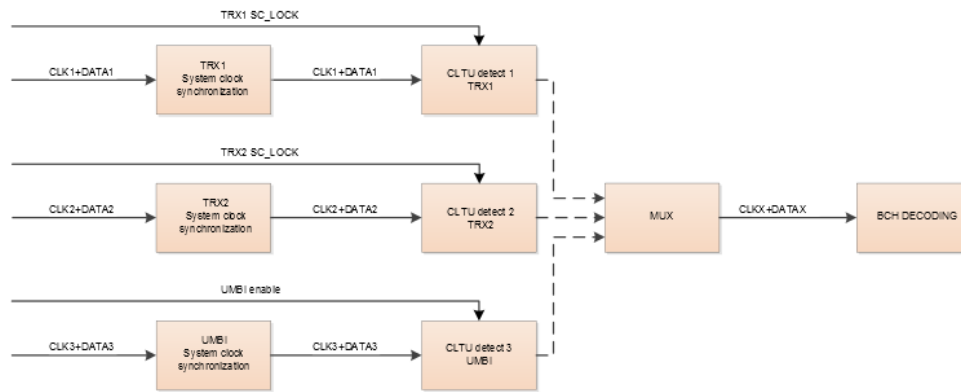 TRX1 SC_LOCK
CLK1+DATA1
TRX1
System clock
synchronization
CLK1+DATA1
CLTU detect 1
TRX1
TRX2 SC_LOCK
CLK2+DATA2
TRX2
System clock
synchronization
CLK2+DATA2
CLTU detect 2
TRX2
MUX
CLKX+DATAX
BCH DECODING
UMBI enable
CLK3+DATA3
UMBI
System clock
synchronization
CLK3+DATA3
CLTU detect 3
UMBI